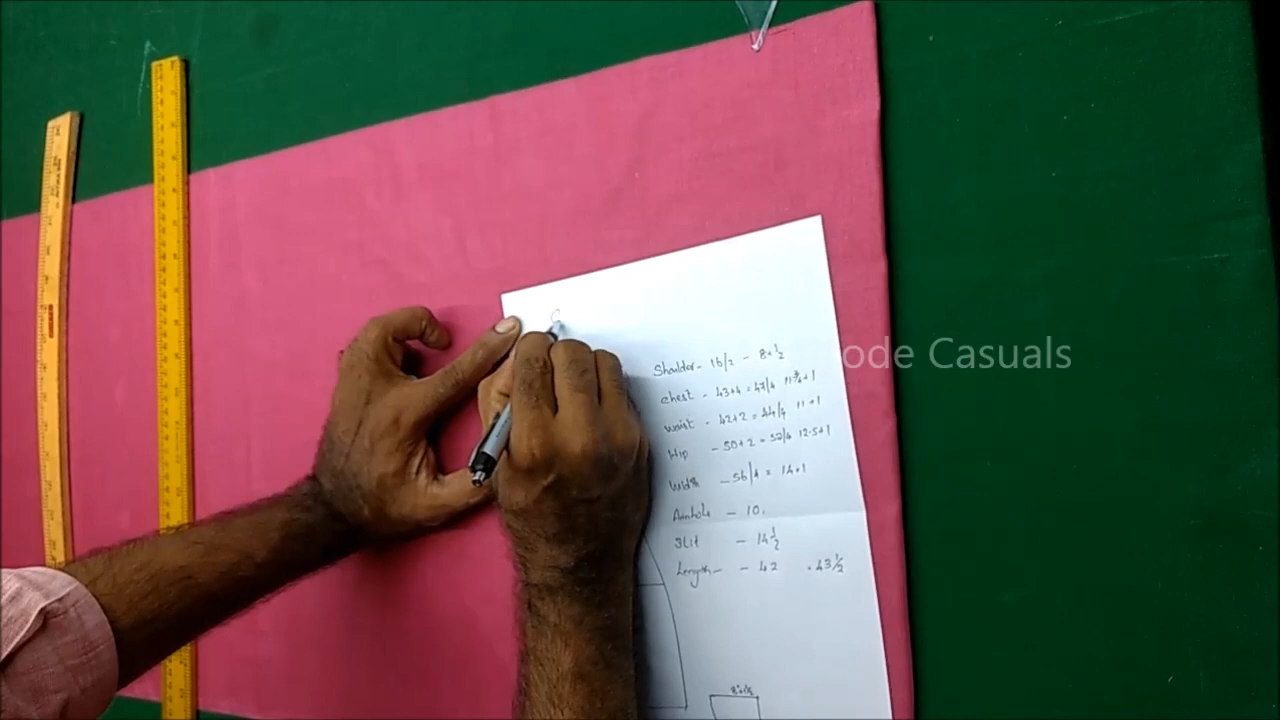 ode Casuals
Shoulder - 16/2 - 8+½
chest - 43+4 = 47/4 11¾+1
waist - 42+2 = 44/4 11+1
Hip - 50+2 = 52/4 12.5+1
Width - 56/4 = 14+1
Armhole - 10.
Slit - 14½
Length - - 42 . 43½